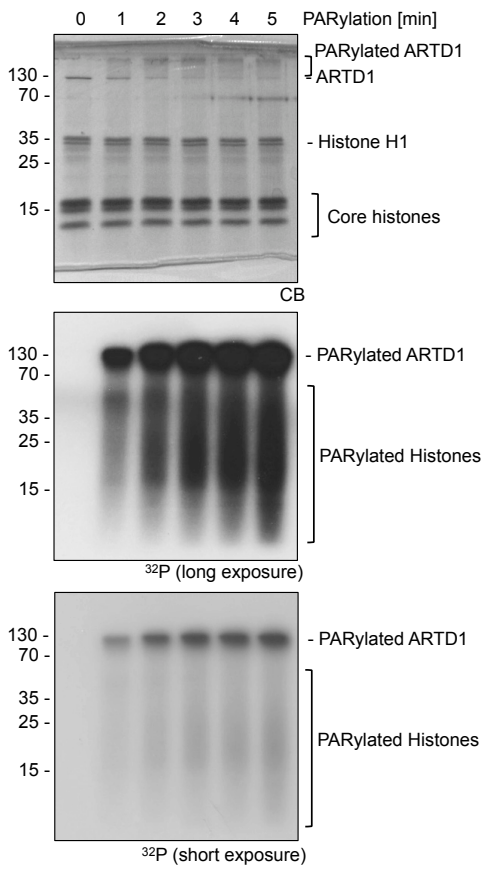 0 1 2 3 4 5 PARylation [min]
PARylated ARTD1
130 - - ARTD1
70 -
35 - - Histone H1
25 -
15 - Core histones
CB
130 - - PARylated ARTD1
70 -
35 -
25 - PARylated Histones
15 -
³²P (long exposure)
130 - - PARylated ARTD1
70 -
35 -
25 - PARylated Histones
15 -
³²P (short exposure)